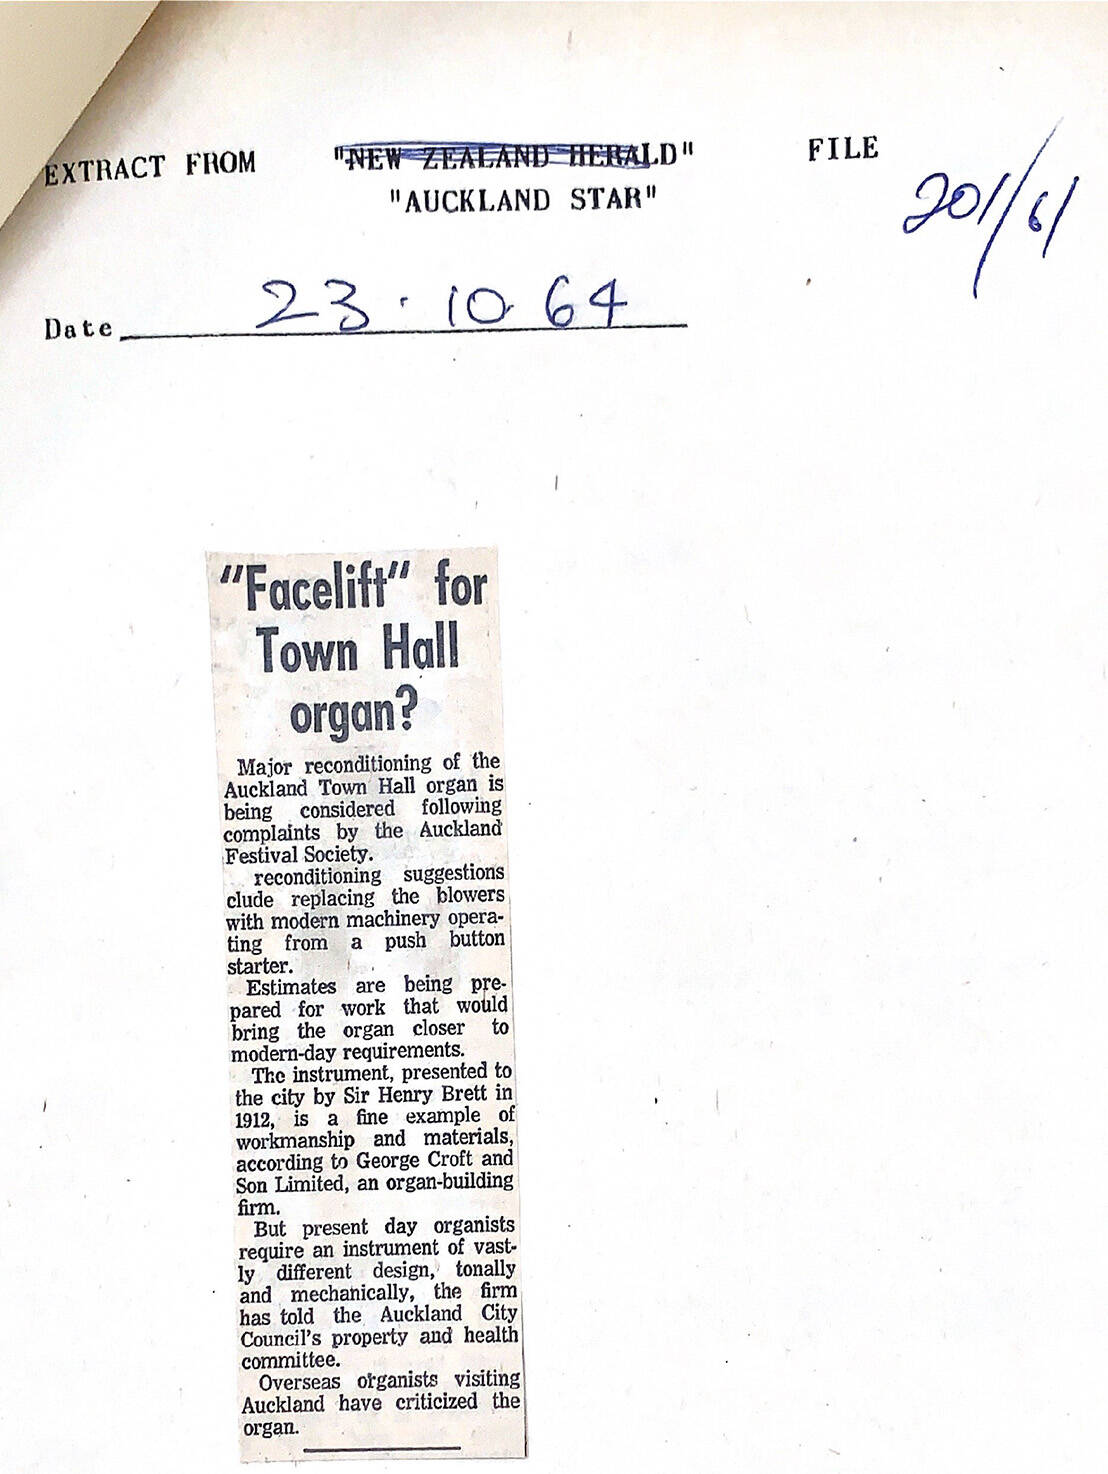 EXTRACT FROM "NEW ZEALAND HERALD" FILE
"AUCKLAND STAR" 201/61
Date 23·10·64
"Facelift" for
Town Hall
organ?
Major reconditioning of the
Auckland Town Hall organ is
being considered following
complaints by the Auckland
Festival Society.
reconditioning suggestions
clude replacing the blowers
with modern machinery opera-
ting from a push button
starter.
Estimates are being pre-
pared for work that would
bring the organ closer to
modern-day requirements.
The instrument, presented to
the city by Sir Henry Brett in
1912, is a fine example of
workmanship and materials,
according to George Croft and
Son Limited, an organ-building
firm.
But present day organists
require an instrument of vast-
ly different design, tonally
and mechanically, the firm
has told the Auckland City
Council's property and health
committee.
Overseas organists visiting
Auckland have criticized the
organ.